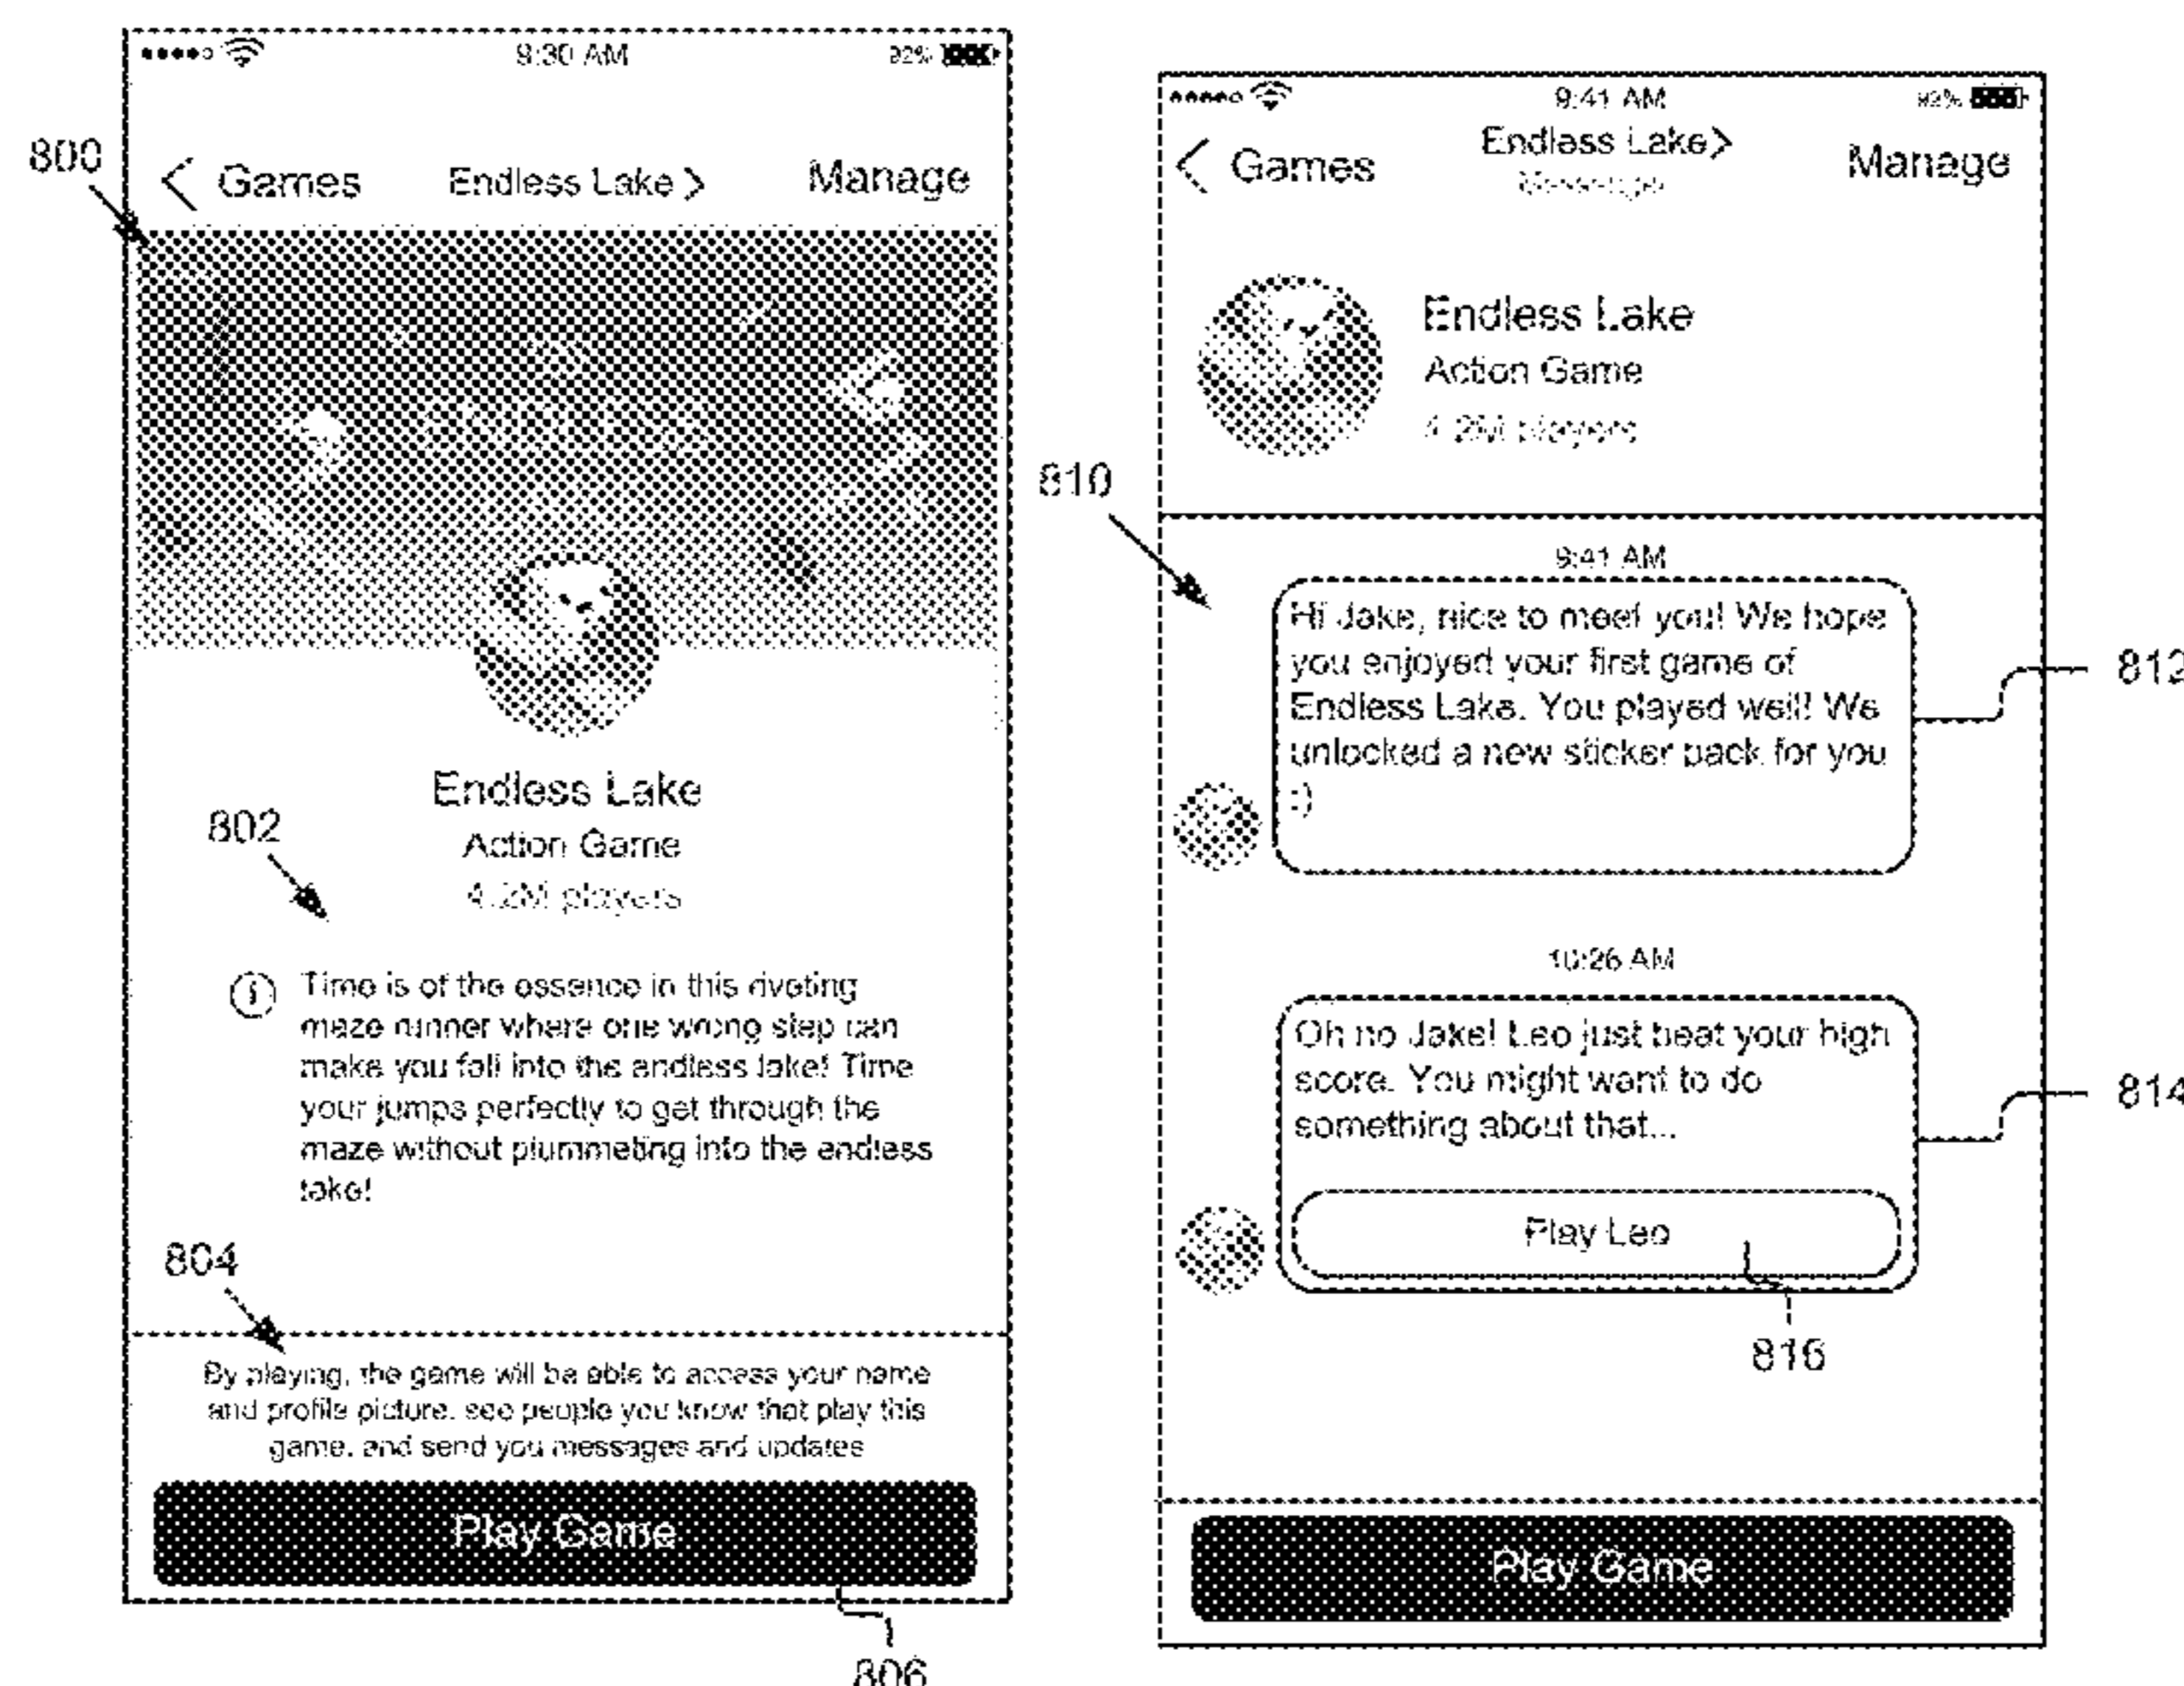 9:30 AM
92%
800
Games
Endless Lake
Manage
Endless Lake
802
Action Game
4.2M players
Time is of the essence in this riveting
maze runner where one wrong step can
make you fall into the endless lake! Time
your jumps perfectly to get through the
maze without plummeting into the endless
lake!
804
By playing, the game will be able to access your name
and profile picture, see people you know that play this
game, and send you messages and updates
Play Game
806
9:41 AM
92%
Games
Endless Lake
Manage
Endless Lake
Action Game
4.2M players
810
9:41 AM
Hi Jake, nice to meet you! We hope
you enjoyed your first game of
Endless Lake. You played well! We
unlocked a new sticker pack for you
:)
812
10:26 AM
Oh no Jake! Leo just beat your high
score. You might want to do
something about that...
814
Play Leo
816
Play Game